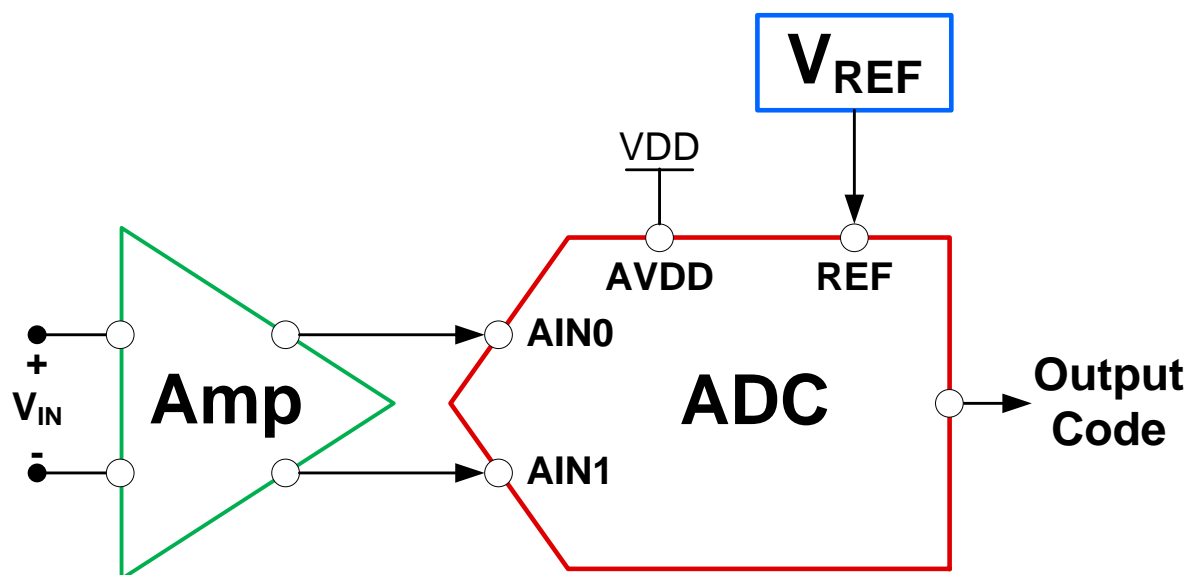 VREF
VDD
AVDD
REF
+
VIN
-
Amp
AIN0
AIN1
ADC
Output
Code